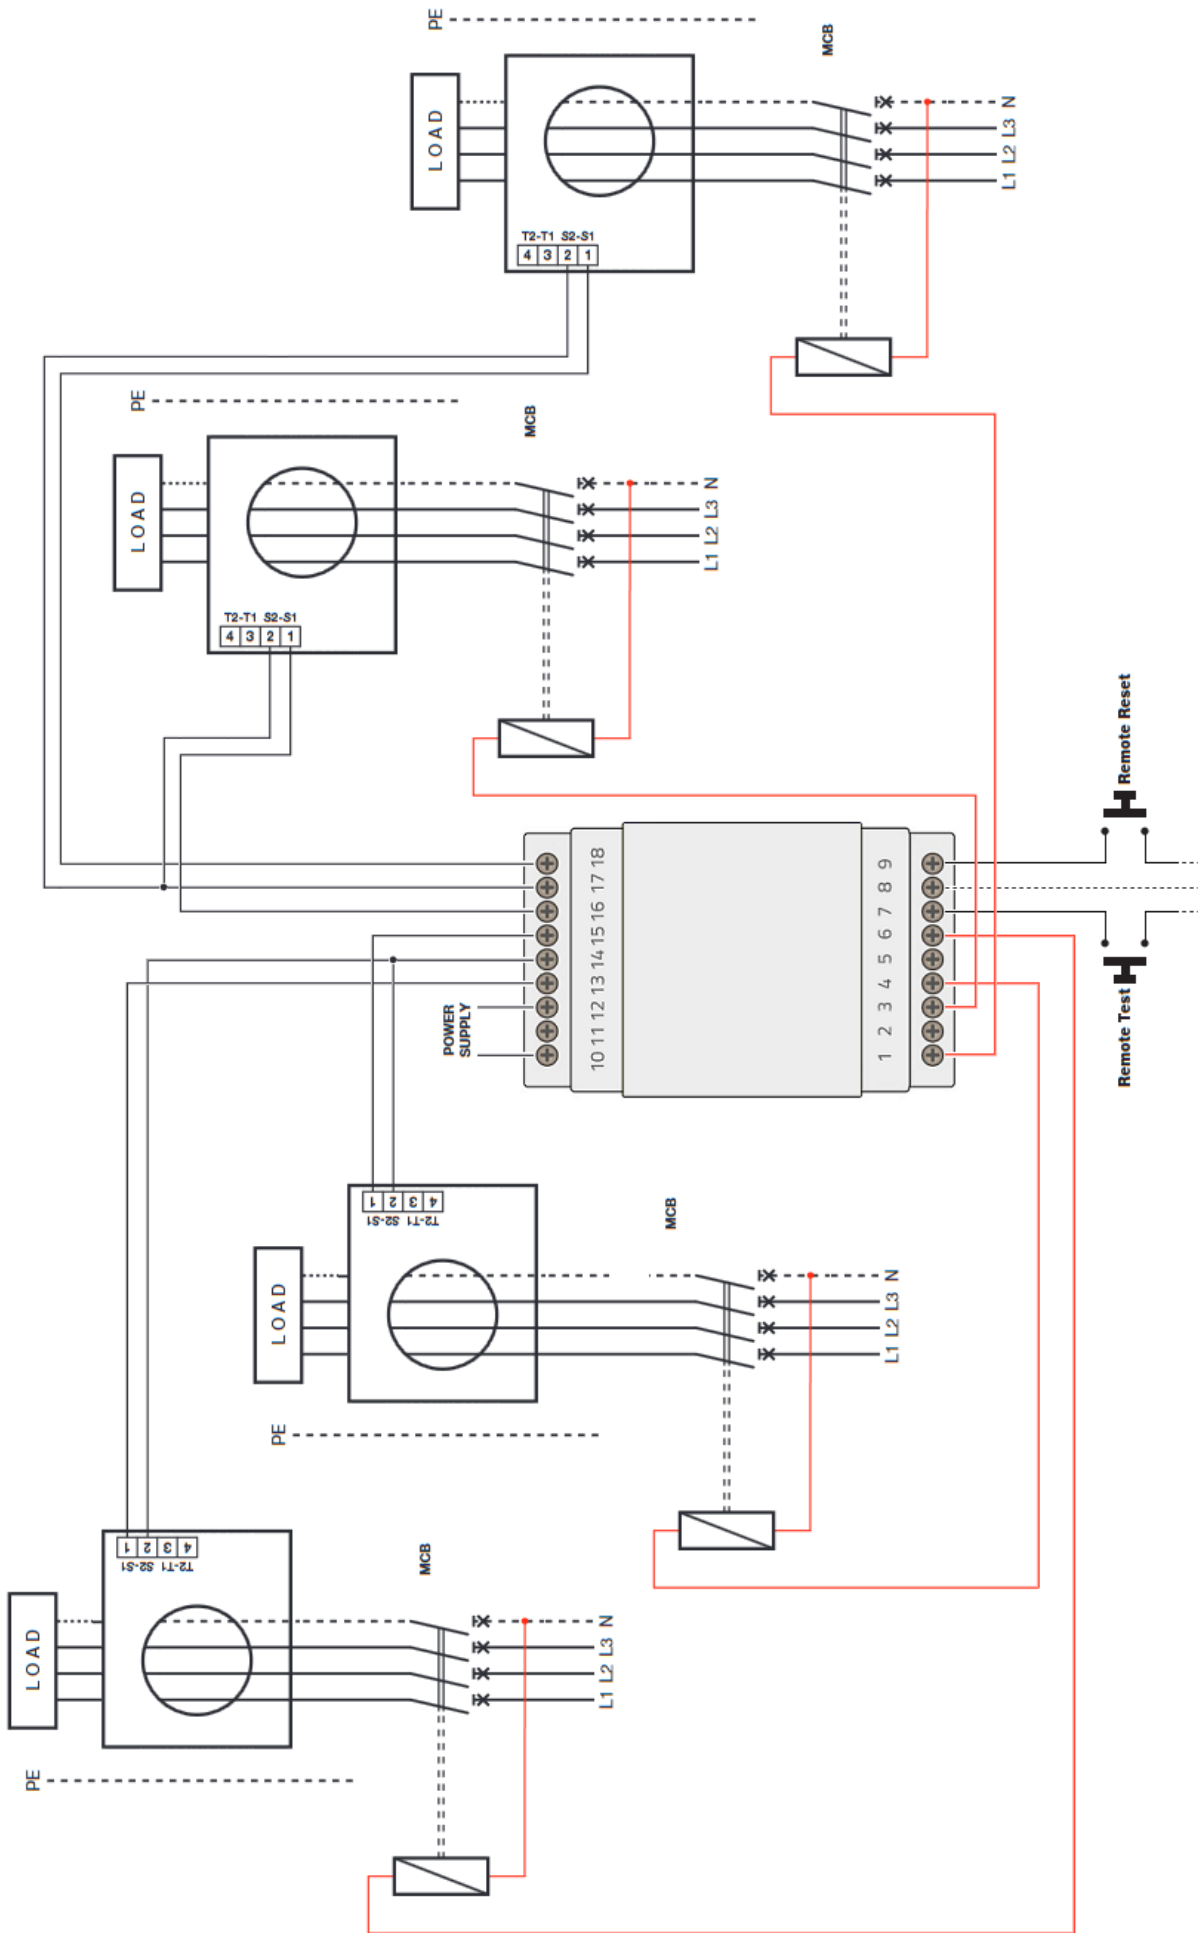 PE
MCB
LOAD
N
L3
L2
L1
T2-T1 S2-S1
4 3 2 1
PE
MCB
LOAD
N
L3
L2
L1
T2-T1 S2-S1
4 3 2 1
Remote Reset
10 11 12 13 14 15 16 17 18
1 2 3 4 5 6 7 8 9
POWER
SUPPLY
Remote Test
1 2 3 4
S2-S1 T2-T1
MCB
LOAD
N
L3
L2
L1
PE
1 2 3 4
S2-S1 T2-T1
MCB
LOAD
N
L3
L2
L1
PE